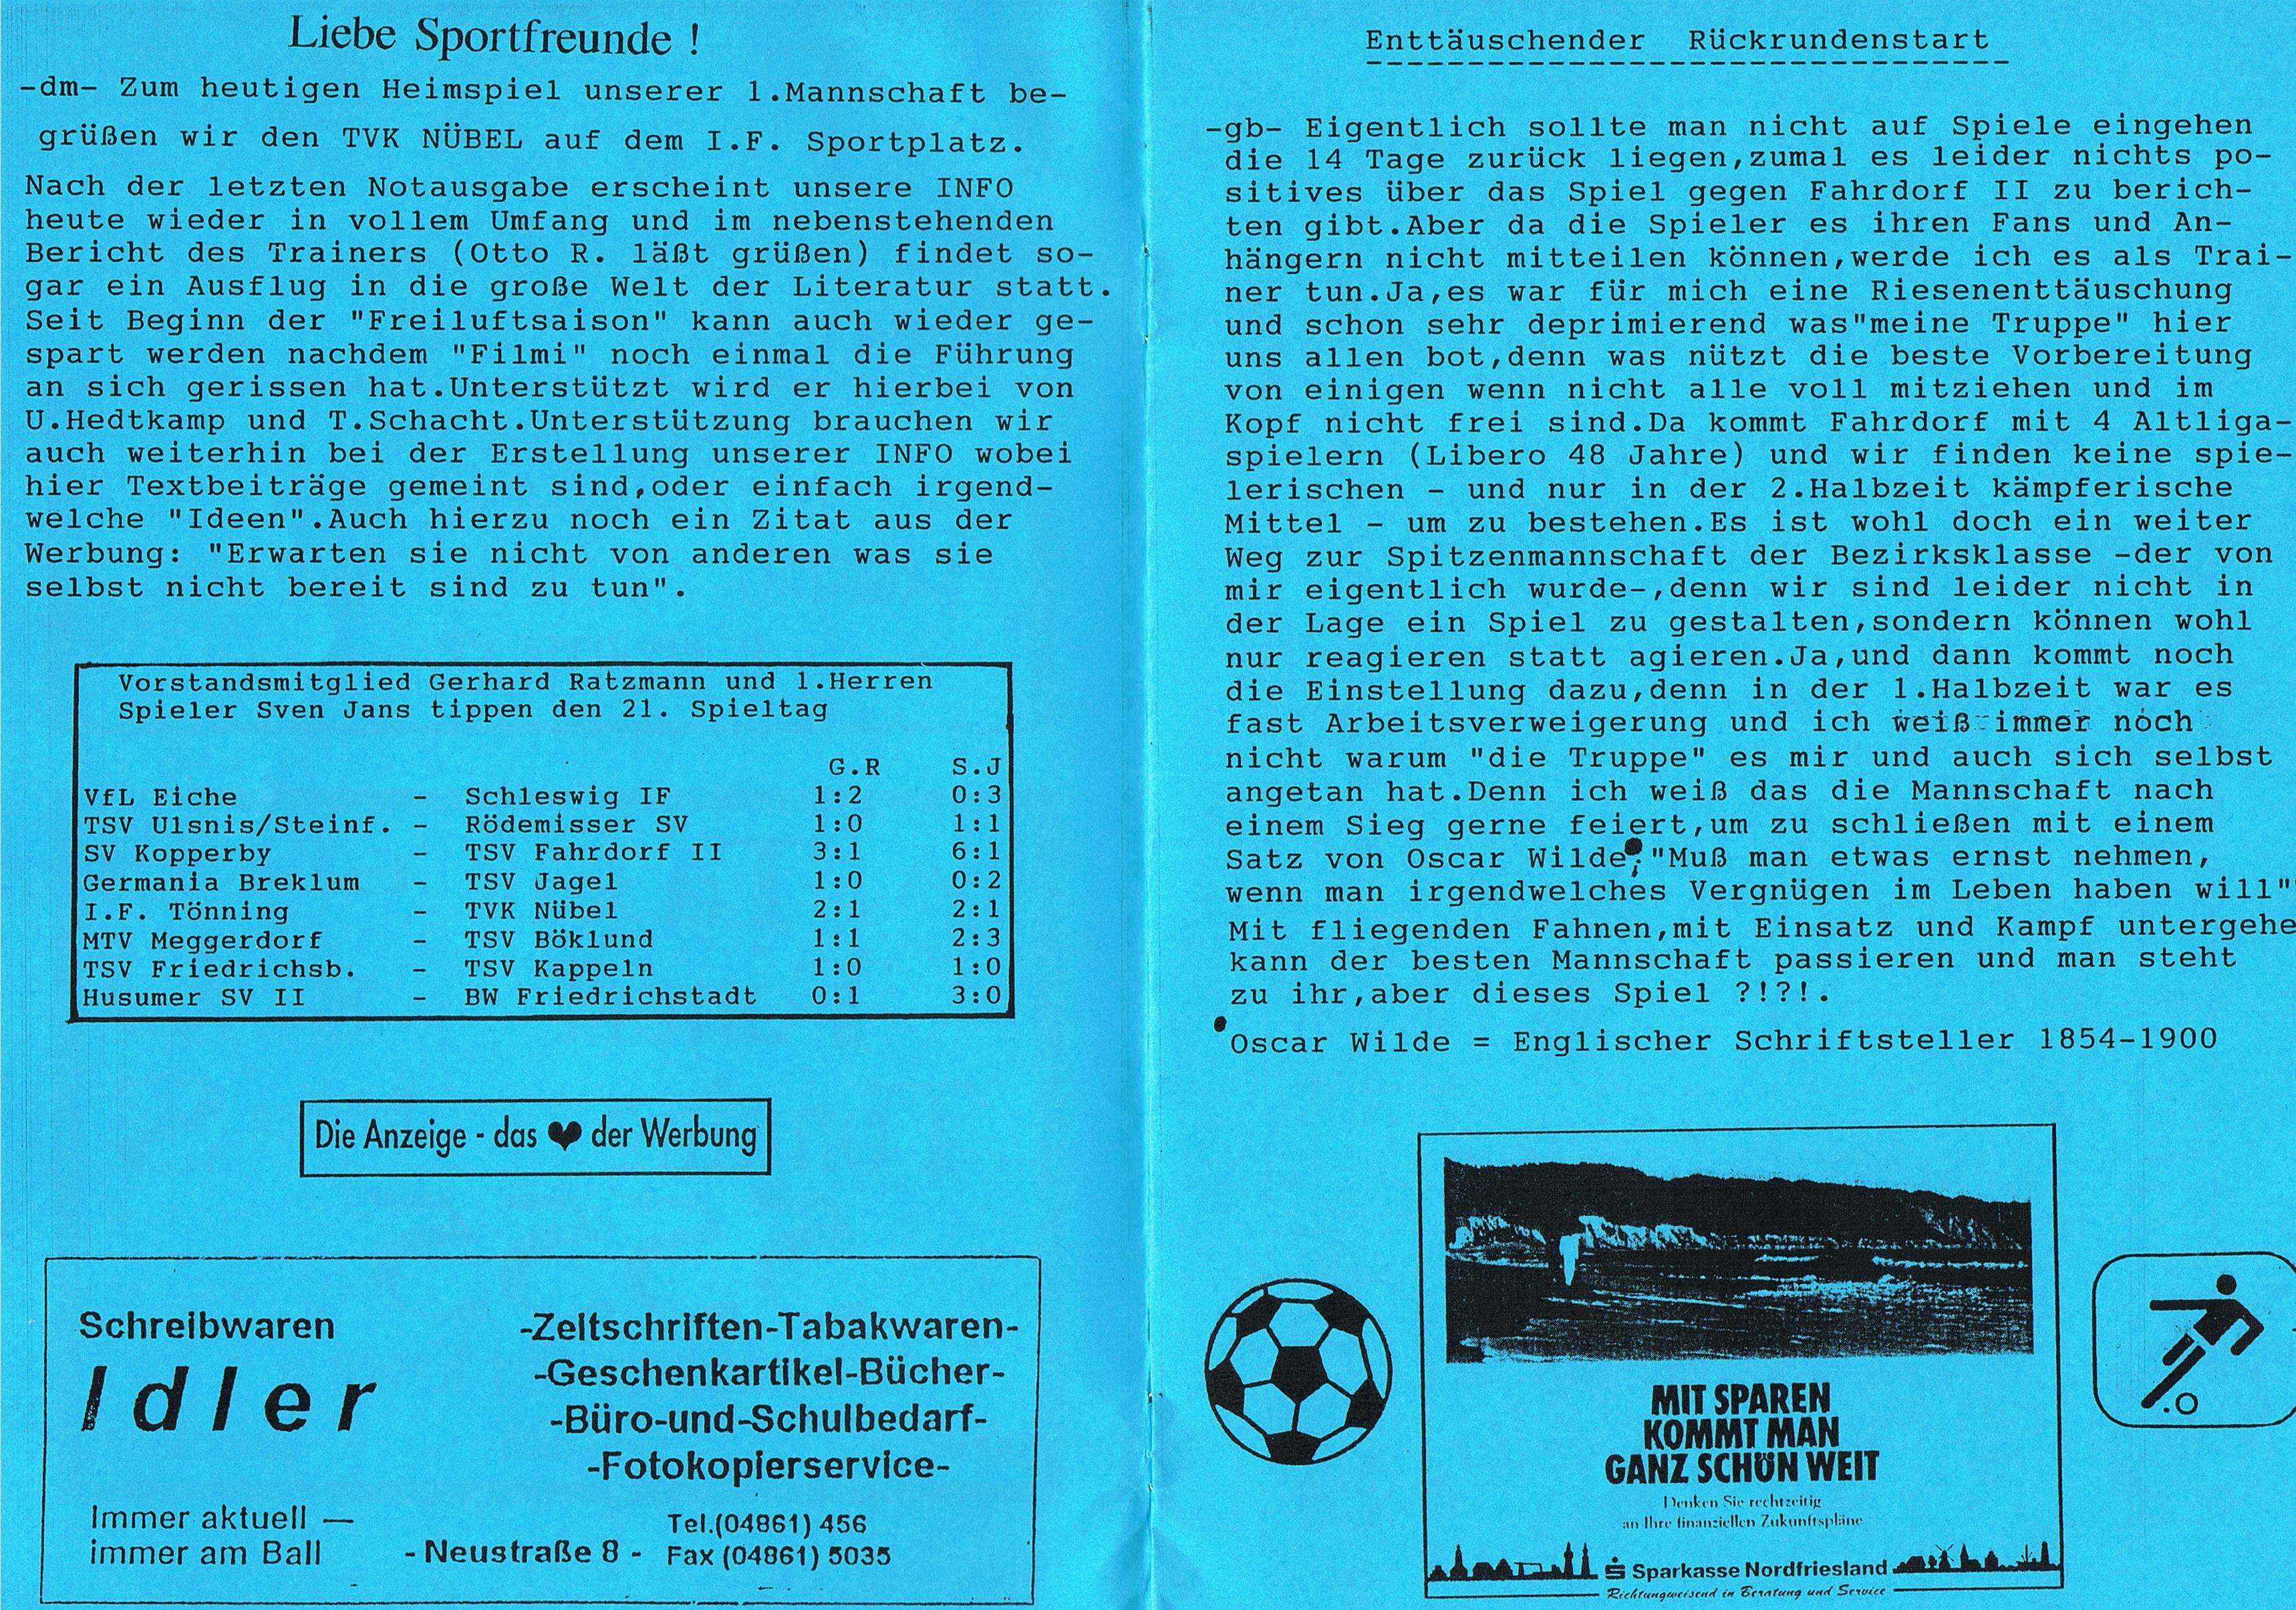 Liebe Sportfreunde !
-dm- Zum heutigen Heimspiel unserer 1.Mannschaft be-
grüßen wir den TVK NÜBEL auf dem I.F. Sportplatz.
Nach der letzten Notausgabe erscheint unsere INFO
heute wieder in vollem Umfang und im nebenstehenden
Bericht des Trainers (Otto R. läßt grüßen) findet so-
gar ein Ausflug in die große Welt der Literatur statt.
Seit Beginn der "Freiluftsaison" kann auch wieder ge-
spart werden nachdem "Filmi" noch einmal die Führung
an sich gerissen hat.Unterstützt wird er hierbei von
U.Hedtkamp und T.Schacht.Unterstützung brauchen wir
auch weiterhin bei der Erstellung unserer INFO wobei
hier Textbeiträge gemeint sind,oder einfach irgend-
welche "Ideen".Auch hierzu noch ein Zitat aus der
Werbung: "Erwarten sie nicht von anderen was sie
selbst nicht bereit sind zu tun".
Vorstandsmitglied Gerhard Ratzmann und 1.Herren
Spieler Sven Jans tippen den 21. Spieltag
G.R S.J
VfL Eiche - Schleswig IF 1:2 0:3
TSV Ulsnis/Steinf. - Rödemisser SV 1:0 1:1
SV Kopperby - TSV Fahrdorf II 3:1 6:1
Germania Breklum - TSV Jagel 1:0 0:2
I.F. Tönning - TVK Nübel 2:1 2:1
MTV Meggerdorf - TSV Böklund 1:1 2:3
TSV Friedrichsb. - TSV Kappeln 1:0 1:0
Husumer SV II - BW Friedrichstadt 0:1 3:0
Die Anzeige - das ♥ der Werbung
Schreibwaren
Idler
-Zeitschriften-Tabakwaren-
-Geschenkartikel-Bücher-
-Büro-und-Schulbedarf-
-Fotokopierservice-
Immer aktuell —
immer am Ball
- Neustraße 8 -
Tel.(04861) 456
Fax (04861) 5035
Enttäuschender Rückrundenstart
-gb- Eigentlich sollte man nicht auf Spiele eingehen
die 14 Tage zurück liegen,zumal es leider nichts po-
sitives über das Spiel gegen Fahrdorf II zu berich-
ten gibt.Aber da die Spieler es ihren Fans und An-
hängern nicht mitteilen können,werde ich es als Trai-
ner tun.Ja,es war für mich eine Riesenenttäuschung
und schon sehr deprimierend was"meine Truppe" hier
uns allen bot,denn was nützt die beste Vorbereitung
von einigen wenn nicht alle voll mitziehen und im
Kopf nicht frei sind.Da kommt Fahrdorf mit 4 Altliga-
spielern (Libero 48 Jahre) und wir finden keine spie-
lerischen - und nur in der 2.Halbzeit kämpferische
Mittel - um zu bestehen.Es ist wohl doch ein weiter
Weg zur Spitzenmannschaft der Bezirksklasse -der von
mir eigentlich wurde-,denn wir sind leider nicht in
der Lage ein Spiel zu gestalten,sondern können wohl
nur reagieren statt agieren.Ja,und dann kommt noch
die Einstellung dazu,denn in der 1.Halbzeit war es
fast Arbeitsverweigerung und ich weiß immer noch
nicht warum "die Truppe" es mir und auch sich selbst
angetan hat.Denn ich weiß das die Mannschaft nach
einem Sieg gerne feiert,um zu schließen mit einem
Satz von Oscar Wilde; "Muß man etwas ernst nehmen,
wenn man irgendwelches Vergnügen im Leben haben will"
Mit fliegenden Fahnen,mit Einsatz und Kampf untergehe
kann der besten Mannschaft passieren und man steht
zu ihr,aber dieses Spiel ?!?!.
Oscar Wilde = Englischer Schriftsteller 1854-1900
MIT SPAREN
KOMMT MAN
GANZ SCHÖN WEIT
Denken Sie rechtzeitig
an Ihre finanziellen Zukunftspläne
Sparkasse Nordfriesland
Richtungweisend in Beratung und Service